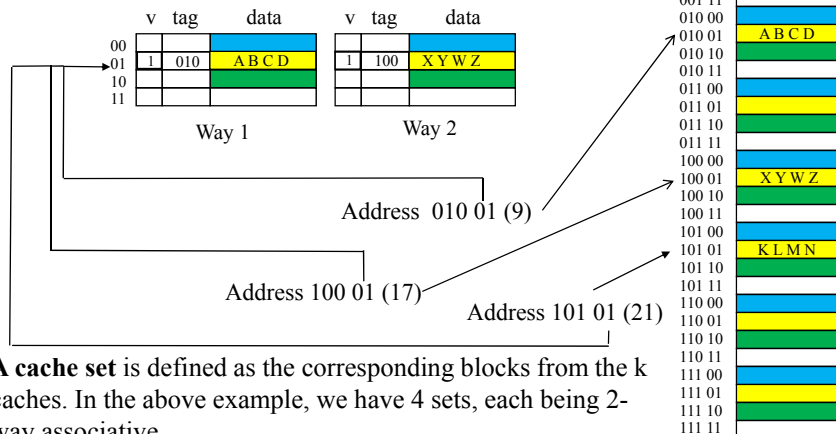 v tag data
v tag data
00
01 1 010 A B C D 1 100 X Y W Z
10
11
Way 1
Way 2
Address 010 01 (9)
Address 100 01 (17)
Address 101 01 (21)
A cache set is defined as the corresponding blocks from the k
caches. In the above example, we have 4 sets, each being 2-
way associative
001 11
010 00
010 01 A B C D
010 10
010 11
011 00
011 01
011 10
011 11
100 00
100 01 X Y W Z
100 10
100 11
101 00
101 01 K L M N
101 10
101 11
110 00
110 01
110 10
110 11
111 00
111 01
111 10
111 11